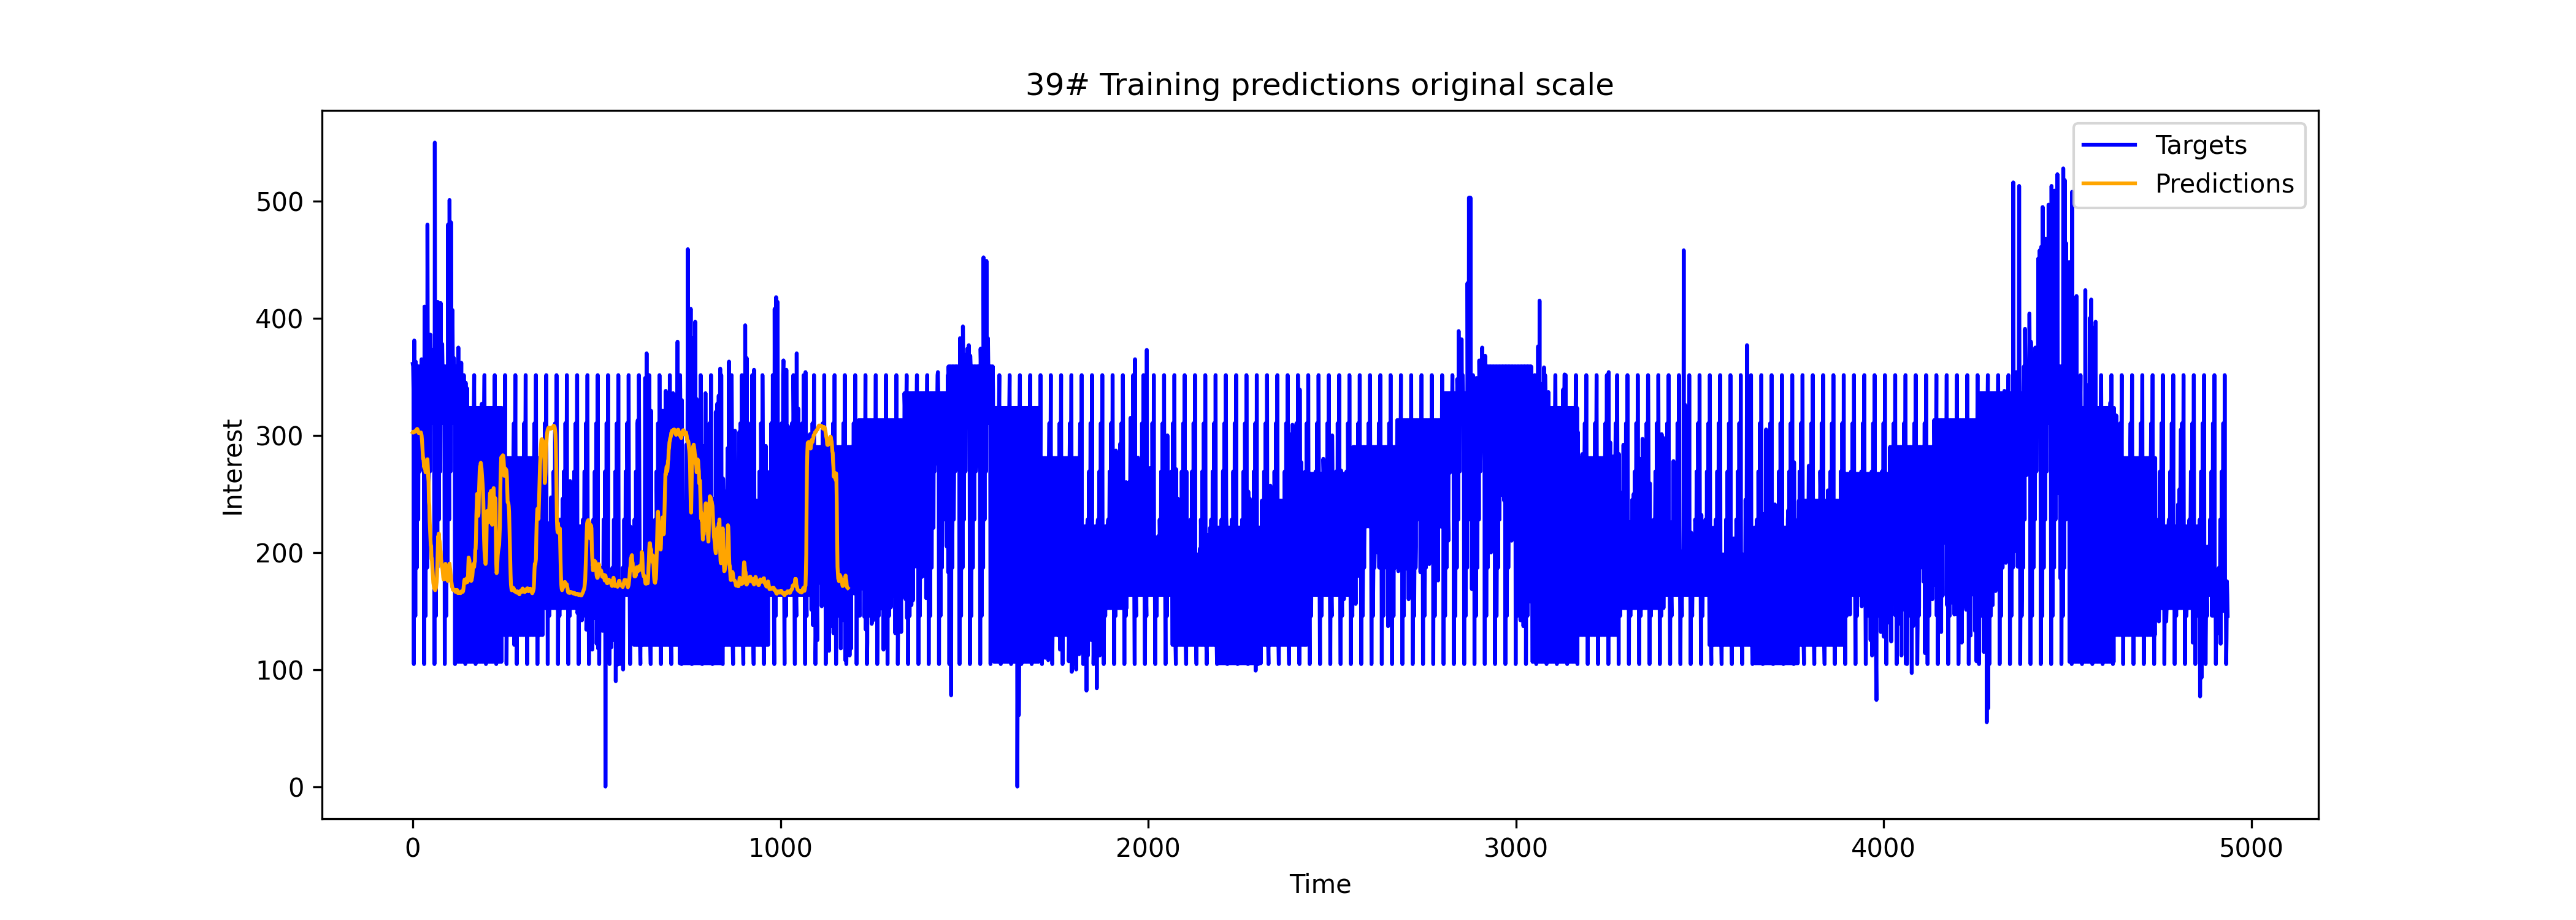 39# Training predictions original scale
Targets
Predictions
500
400
300
200
100
0
Interest
0 1000 2000 3000 4000 5000
Time